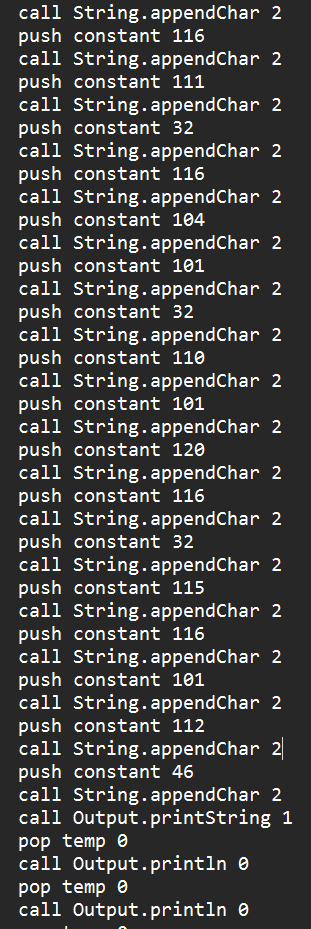 call String.appendChar 2
push constant 116
call String.appendChar 2
push constant 111
call String.appendChar 2
push constant 32
call String.appendChar 2
push constant 116
call String.appendChar 2
push constant 104
call String.appendChar 2
push constant 101
call String.appendChar 2
push constant 32
call String.appendChar 2
push constant 110
call String.appendChar 2
push constant 101
call String.appendChar 2
push constant 120
call String.appendChar 2
push constant 116
call String.appendChar 2
push constant 32
call String.appendChar 2
push constant 115
call String.appendChar 2
push constant 116
call String.appendChar 2
push constant 101
call String.appendChar 2
push constant 112
call String.appendChar 2
push constant 46
call String.appendChar 2
call Output.printString 1
pop temp 0
call Output.println 0
pop temp 0
call Output.println 0